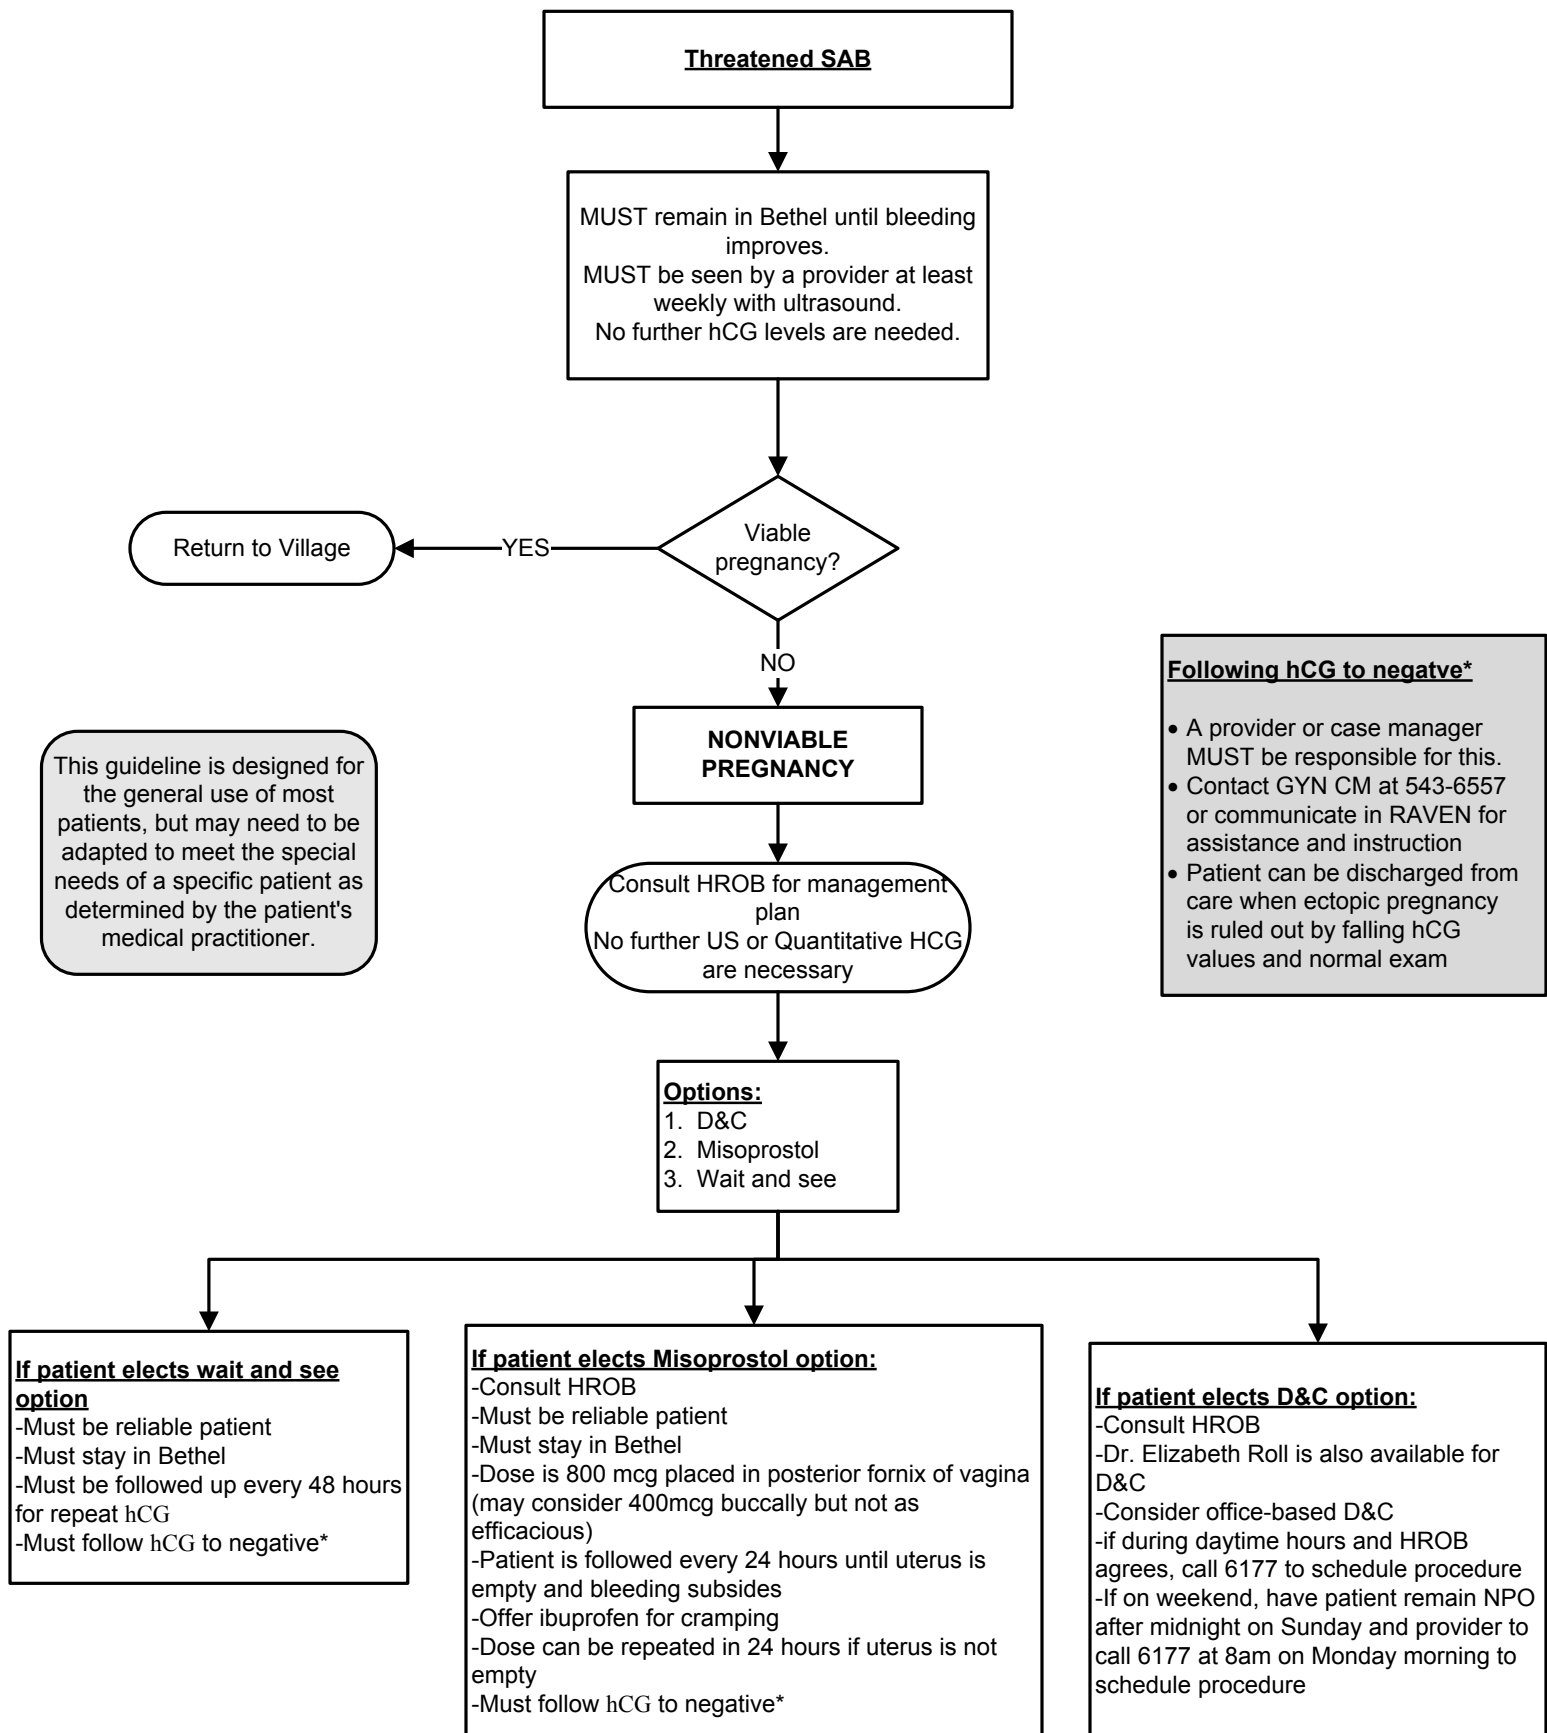 Threatened SAB
MUST remain in Bethel until bleeding
improves.
MUST be seen by a provider at least
weekly with ultrasound.
No further hCG levels are needed.
Viable
pregnancy?
YES
Return to Village
NO
NONVIABLE
PREGNANCY
This guideline is designed for
the general use of most
patients, but may need to be
adapted to meet the special
needs of a specific patient as
determined by the patient's
medical practitioner.
Following hCG to negatve*
• A provider or case manager
MUST be responsible for this.
• Contact GYN CM at 543-6557
or communicate in RAVEN for
assistance and instruction
• Patient can be discharged from
care when ectopic pregnancy
is ruled out by falling hCG
values and normal exam
Consult HROB for management
plan
No further US or Quantitative HCG
are necessary
Options:
1. D&C
2. Misoprostol
3. Wait and see
If patient elects wait and see
option
-Must be reliable patient
-Must stay in Bethel
-Must be followed up every 48 hours
for repeat hCG
-Must follow hCG to negative*
If patient elects Misoprostol option:
-Consult HROB
-Must be reliable patient
-Must stay in Bethel
-Dose is 800 mcg placed in posterior fornix of vagina
(may consider 400mcg buccally but not as
efficacious)
-Patient is followed every 24 hours until uterus is
empty and bleeding subsides
-Offer ibuprofen for cramping
-Dose can be repeated in 24 hours if uterus is not
empty
-Must follow hCG to negative*
If patient elects D&C option:
-Consult HROB
-Dr. Elizabeth Roll is also available for
D&C
-Consider office-based D&C
-if during daytime hours and HROB
agrees, call 6177 to schedule procedure
-If on weekend, have patient remain NPO
after midnight on Sunday and provider to
call 6177 at 8am on Monday morning to
schedule procedure